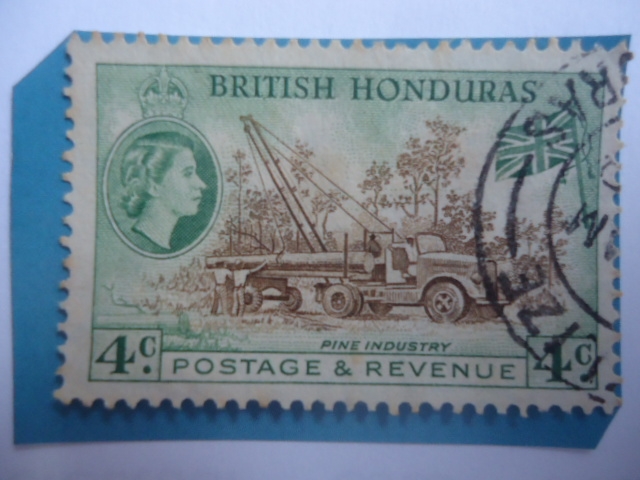 BRITISH HONDURAS
PINE INDUSTRY
4c.
POSTAGE & REVENUE
4c.